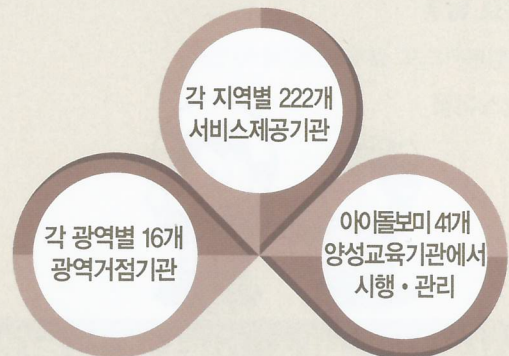 각 지역별 222개
서비스제공기관
각 광역별 16개
광역거점기관
아이돌보미 41개
양성교육기관에서
시행・관리